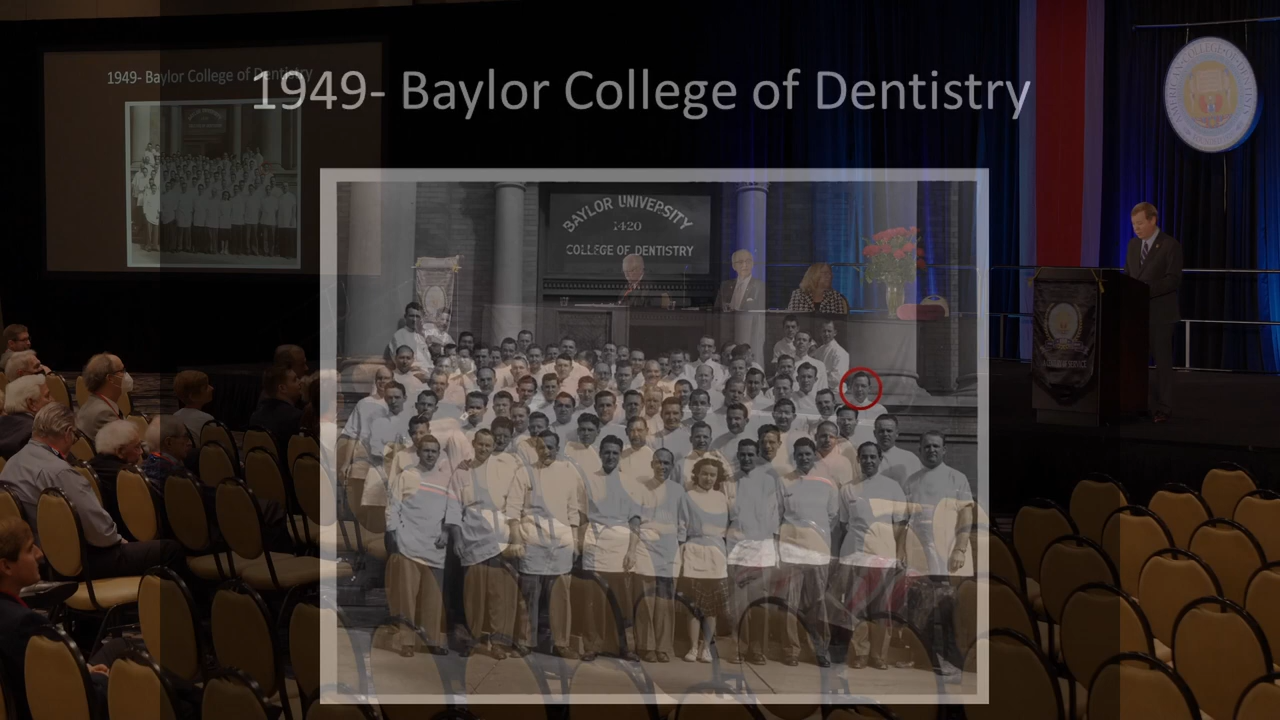 1949- Baylor College of Dentistry
1949- Baylor College of Dentistry
BAYLOR UNIVERSITY
1420
COLLEGE OF DENTISTRY